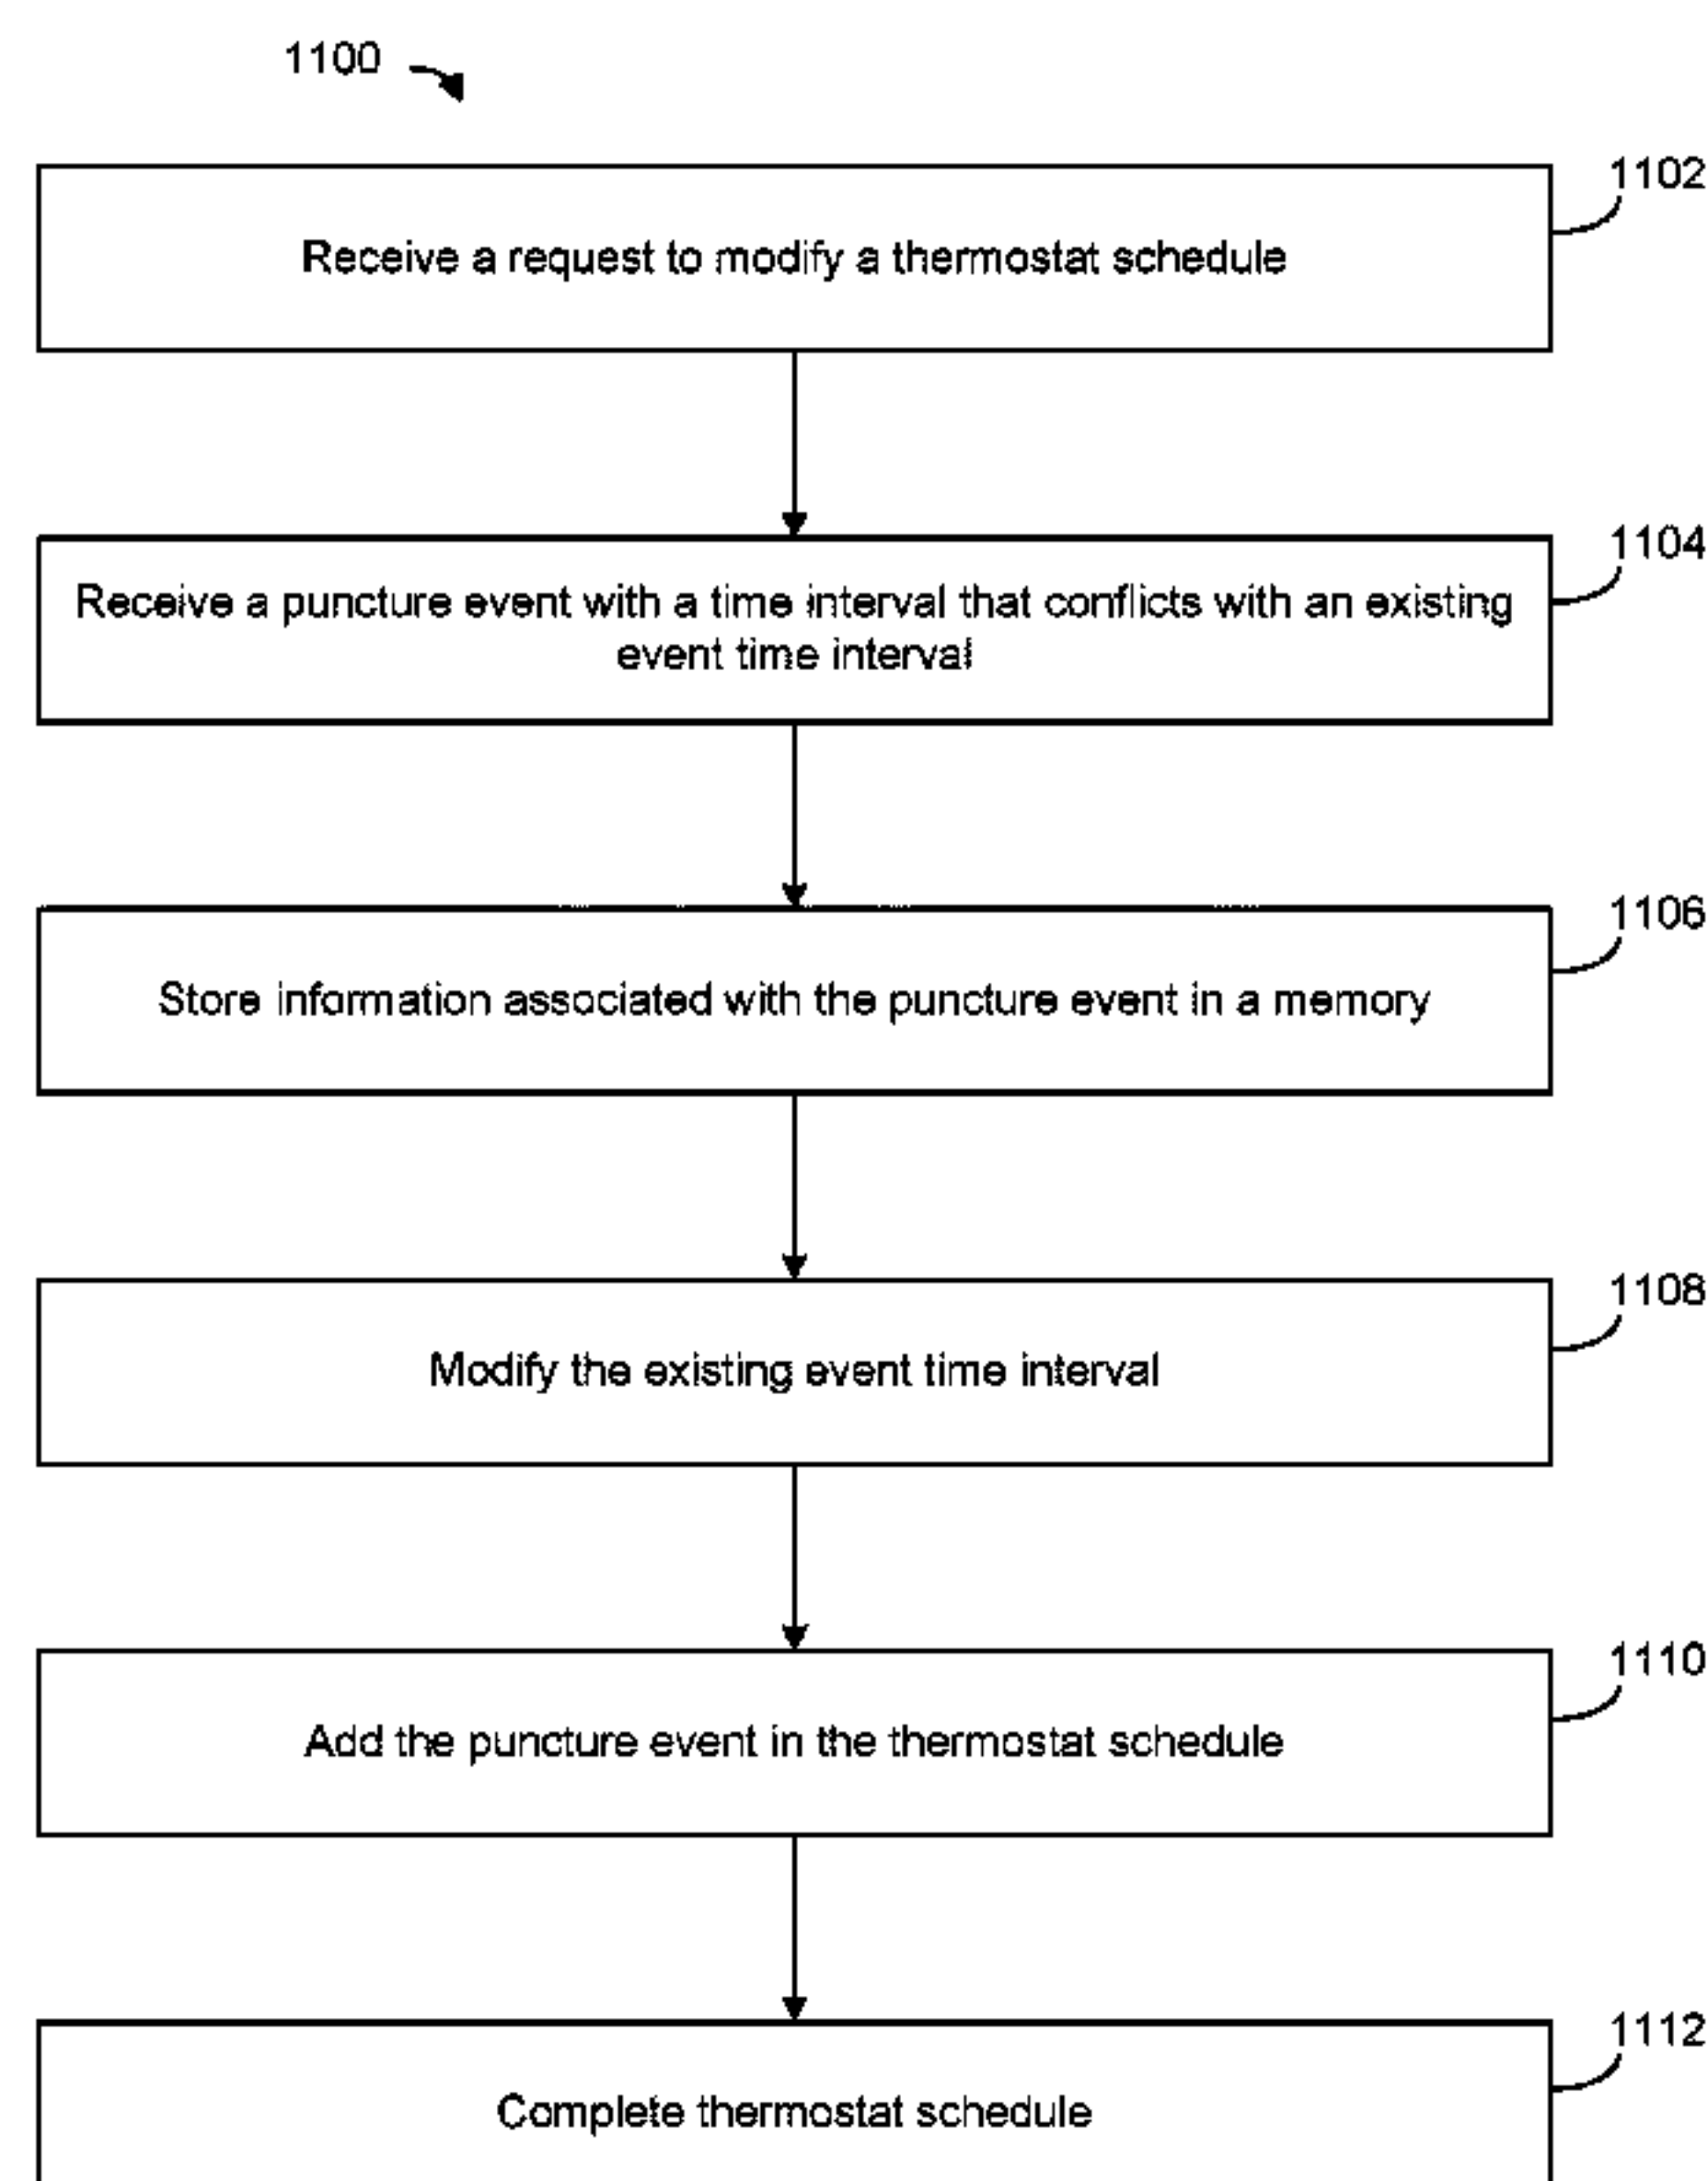 1100
1102
Receive a request to modify a thermostat schedule
1104
Receive a puncture event with a time interval that conflicts with an existing
event time interval
1106
Store information associated with the puncture event in a memory
1108
Modify the existing event time interval
1110
Add the puncture event in the thermostat schedule
1112
Complete thermostat schedule